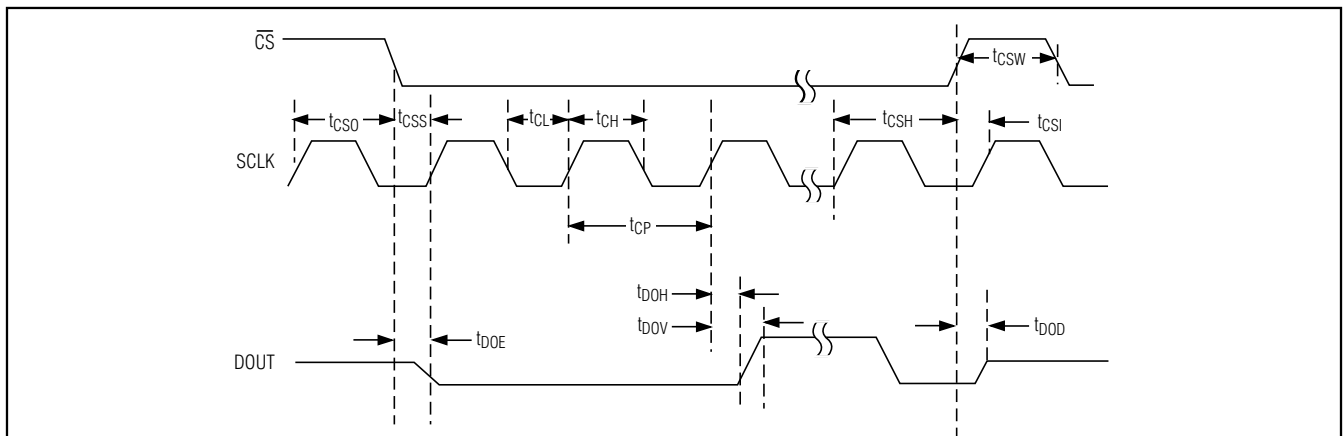 CS
tCSW
tCSO
tCSS
tCL
tCH
tCSH
tCSI
SCLK
tCP
tDOH
tDOV
tDOE
tDOD
DOUT